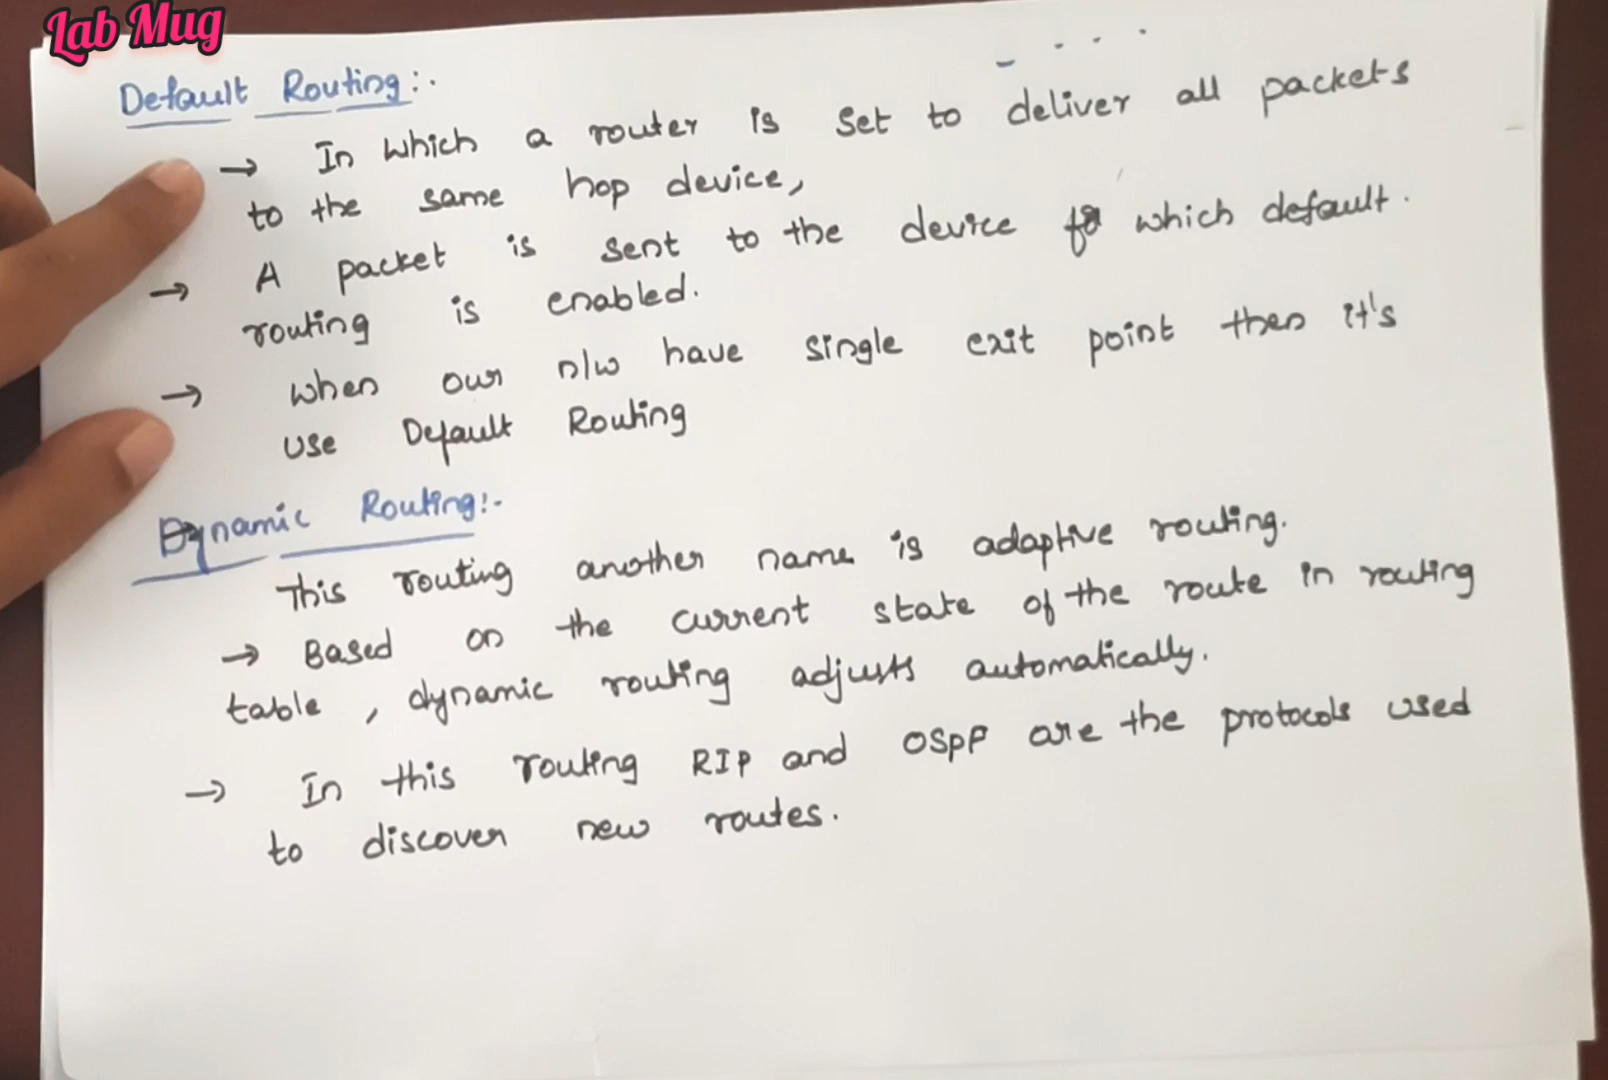 Lab Mug
Default Routing:-
→ In which a router is set to deliver all packets
to the same hop device,
→ A packet is sent to the device for which default.
routing is enabled.
→ when our n/w have single exit point then it's
use Default Routing
Dynamic Routing:-
This routing another name is adaptive routing.
→ Based on the current state of the route in routing
table, dynamic routing adjusts automatically.
→ In this routing RIP and OSPF are the protocols used
to discover new routes.